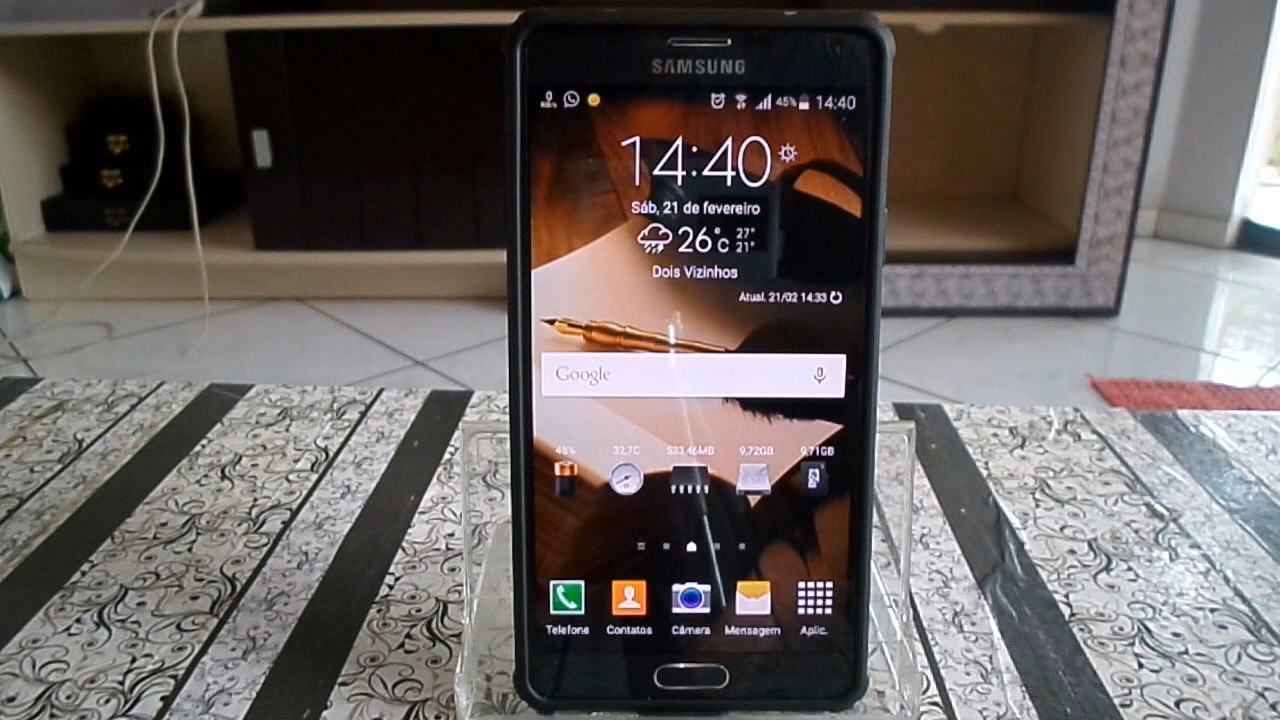 SAMSUNG
45% 14:40
14:40
Sáb, 21 de fevereiro
26°C 27° 21°
Dois Vizinhos
Atual. 21/02 14:33
Google
45% 32,7C 533,46MB 9,72GB 9,71GB
Telefone Contatos Câmera Mensagem Aplic.